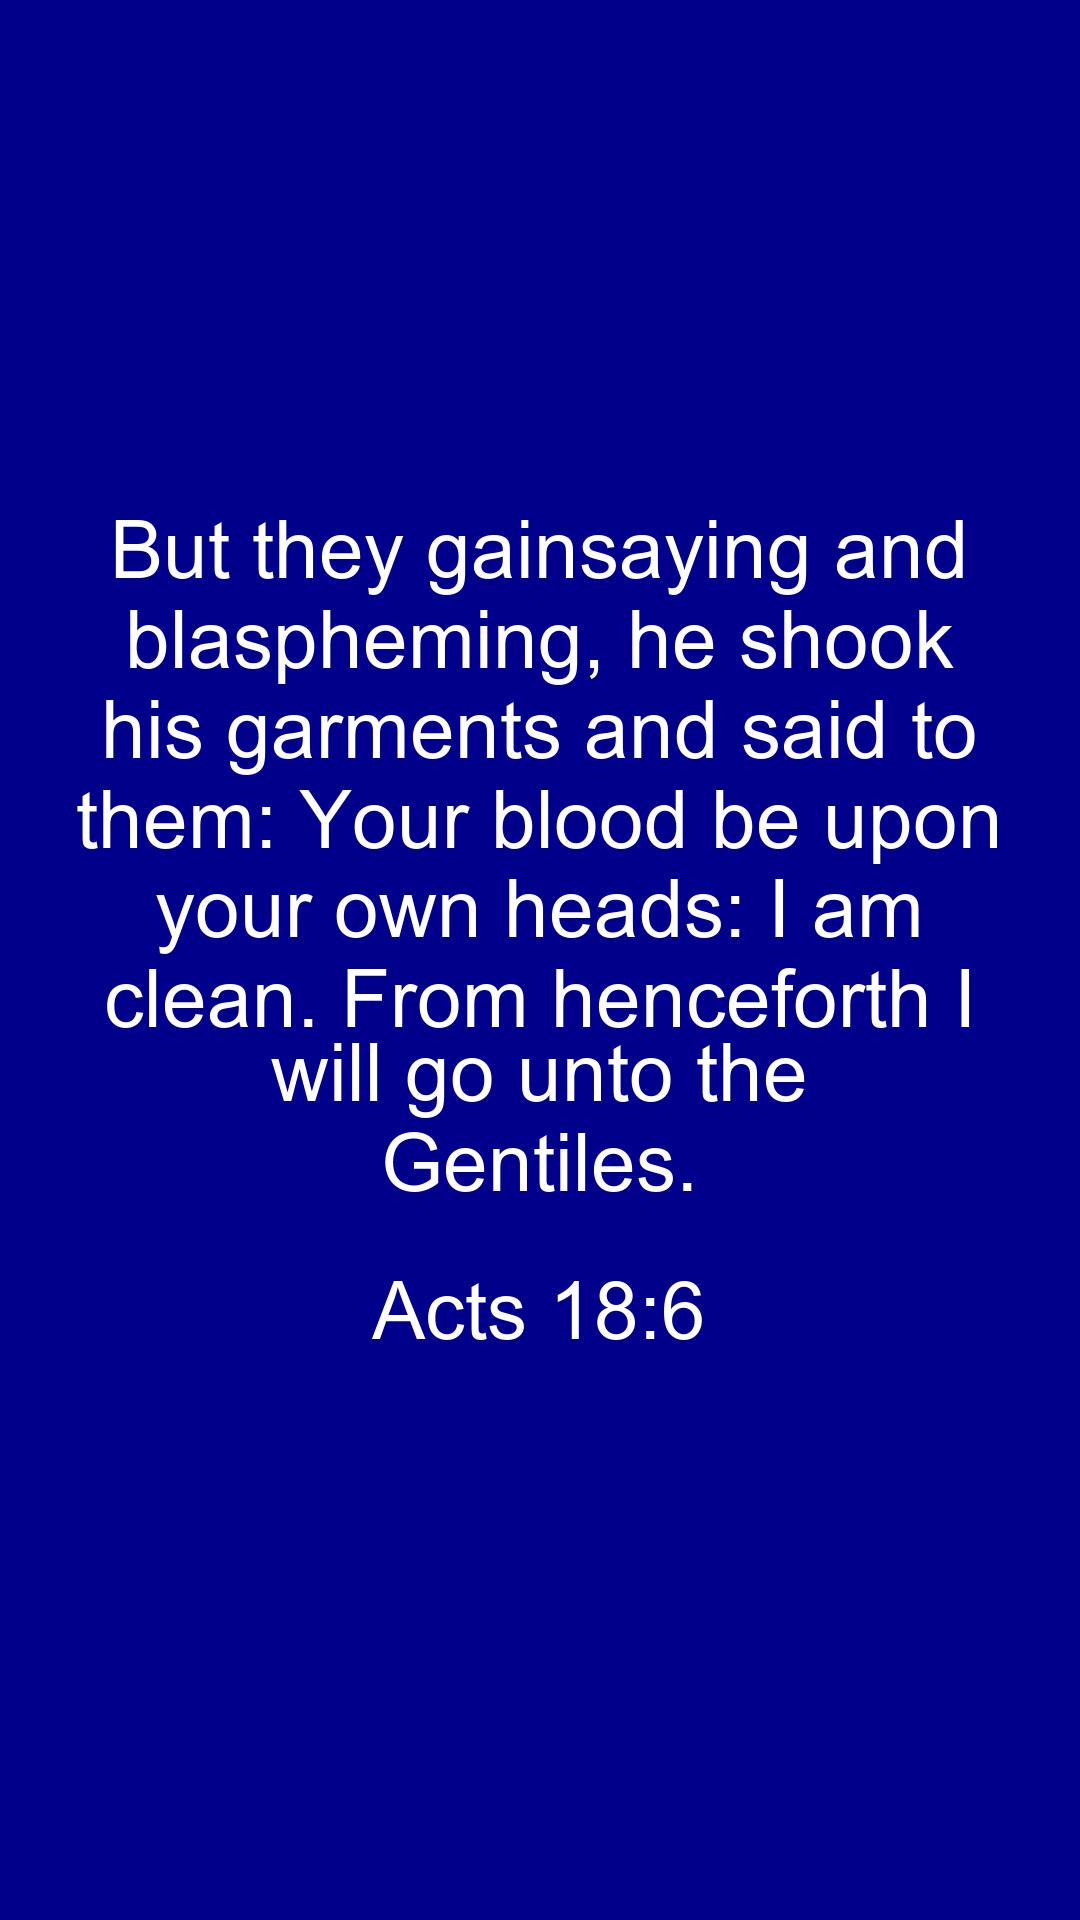 But they gainsaying and
blaspheming, he shook
his garments and said to
them: Your blood be upon
your own heads: I am
clean. From henceforth I
will go unto the
Gentiles.
Acts 18:6